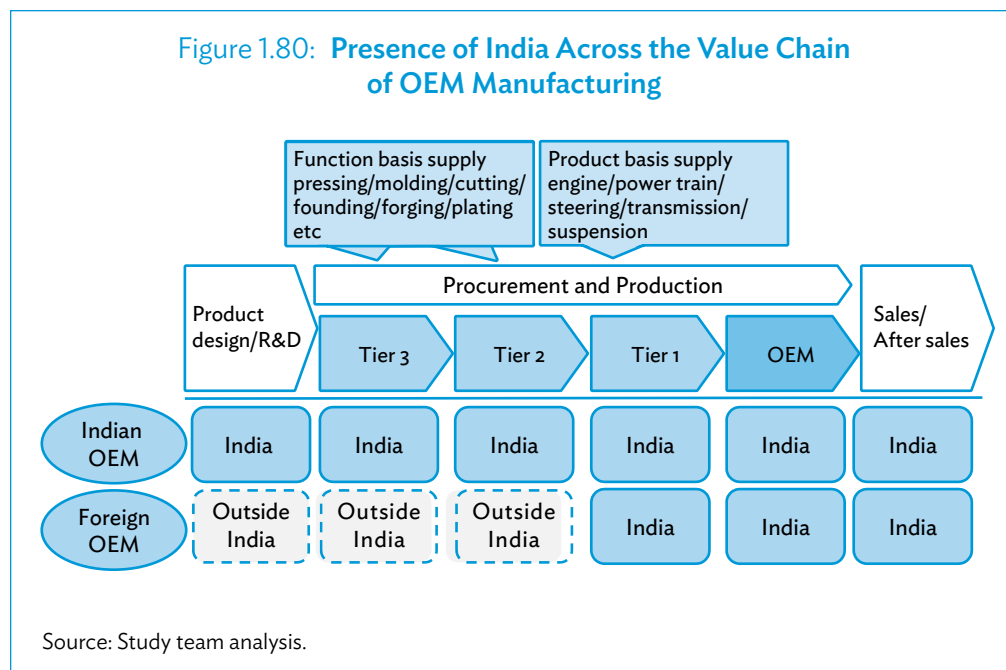 Figure 1.80: Presence of India Across the Value Chain
of OEM Manufacturing
Function basis supply
pressing/molding/cutting/
founding/forging/plating
etc
Product basis supply
engine/power train/
steering/transmission/
suspension
Product
design/R&D
Procurement and Production
Tier 3
Tier 2
Tier 1
OEM
Sales/
After sales
Indian
OEM
India
India
India
India
India
India
Foreign
OEM
Outside
India
Outside
India
Outside
India
India
India
India
Source: Study team analysis.